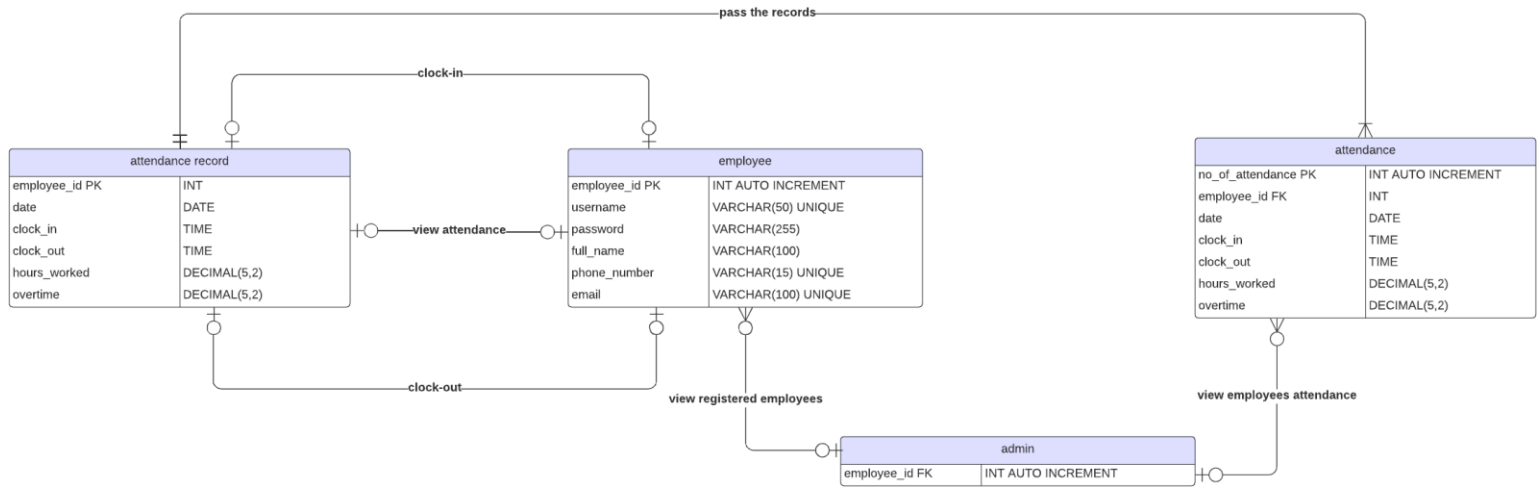 pass the records
clock-in
attendance record
employee_id PK INT
date DATE
clock_in TIME
clock_out TIME
hours_worked DECIMAL(5,2)
overtime DECIMAL(5,2)
view attendance
employee
employee_id PK INT AUTO INCREMENT
username VARCHAR(50) UNIQUE
password VARCHAR(255)
full_name VARCHAR(100)
phone_number VARCHAR(15) UNIQUE
email VARCHAR(100) UNIQUE
attendance
no_of_attendance PK INT AUTO INCREMENT
employee_id FK INT
date DATE
clock_in TIME
clock_out TIME
hours_worked DECIMAL(5,2)
overtime DECIMAL(5,2)
clock-out
view registered employees
view employees attendance
admin
employee_id FK INT AUTO INCREMENT